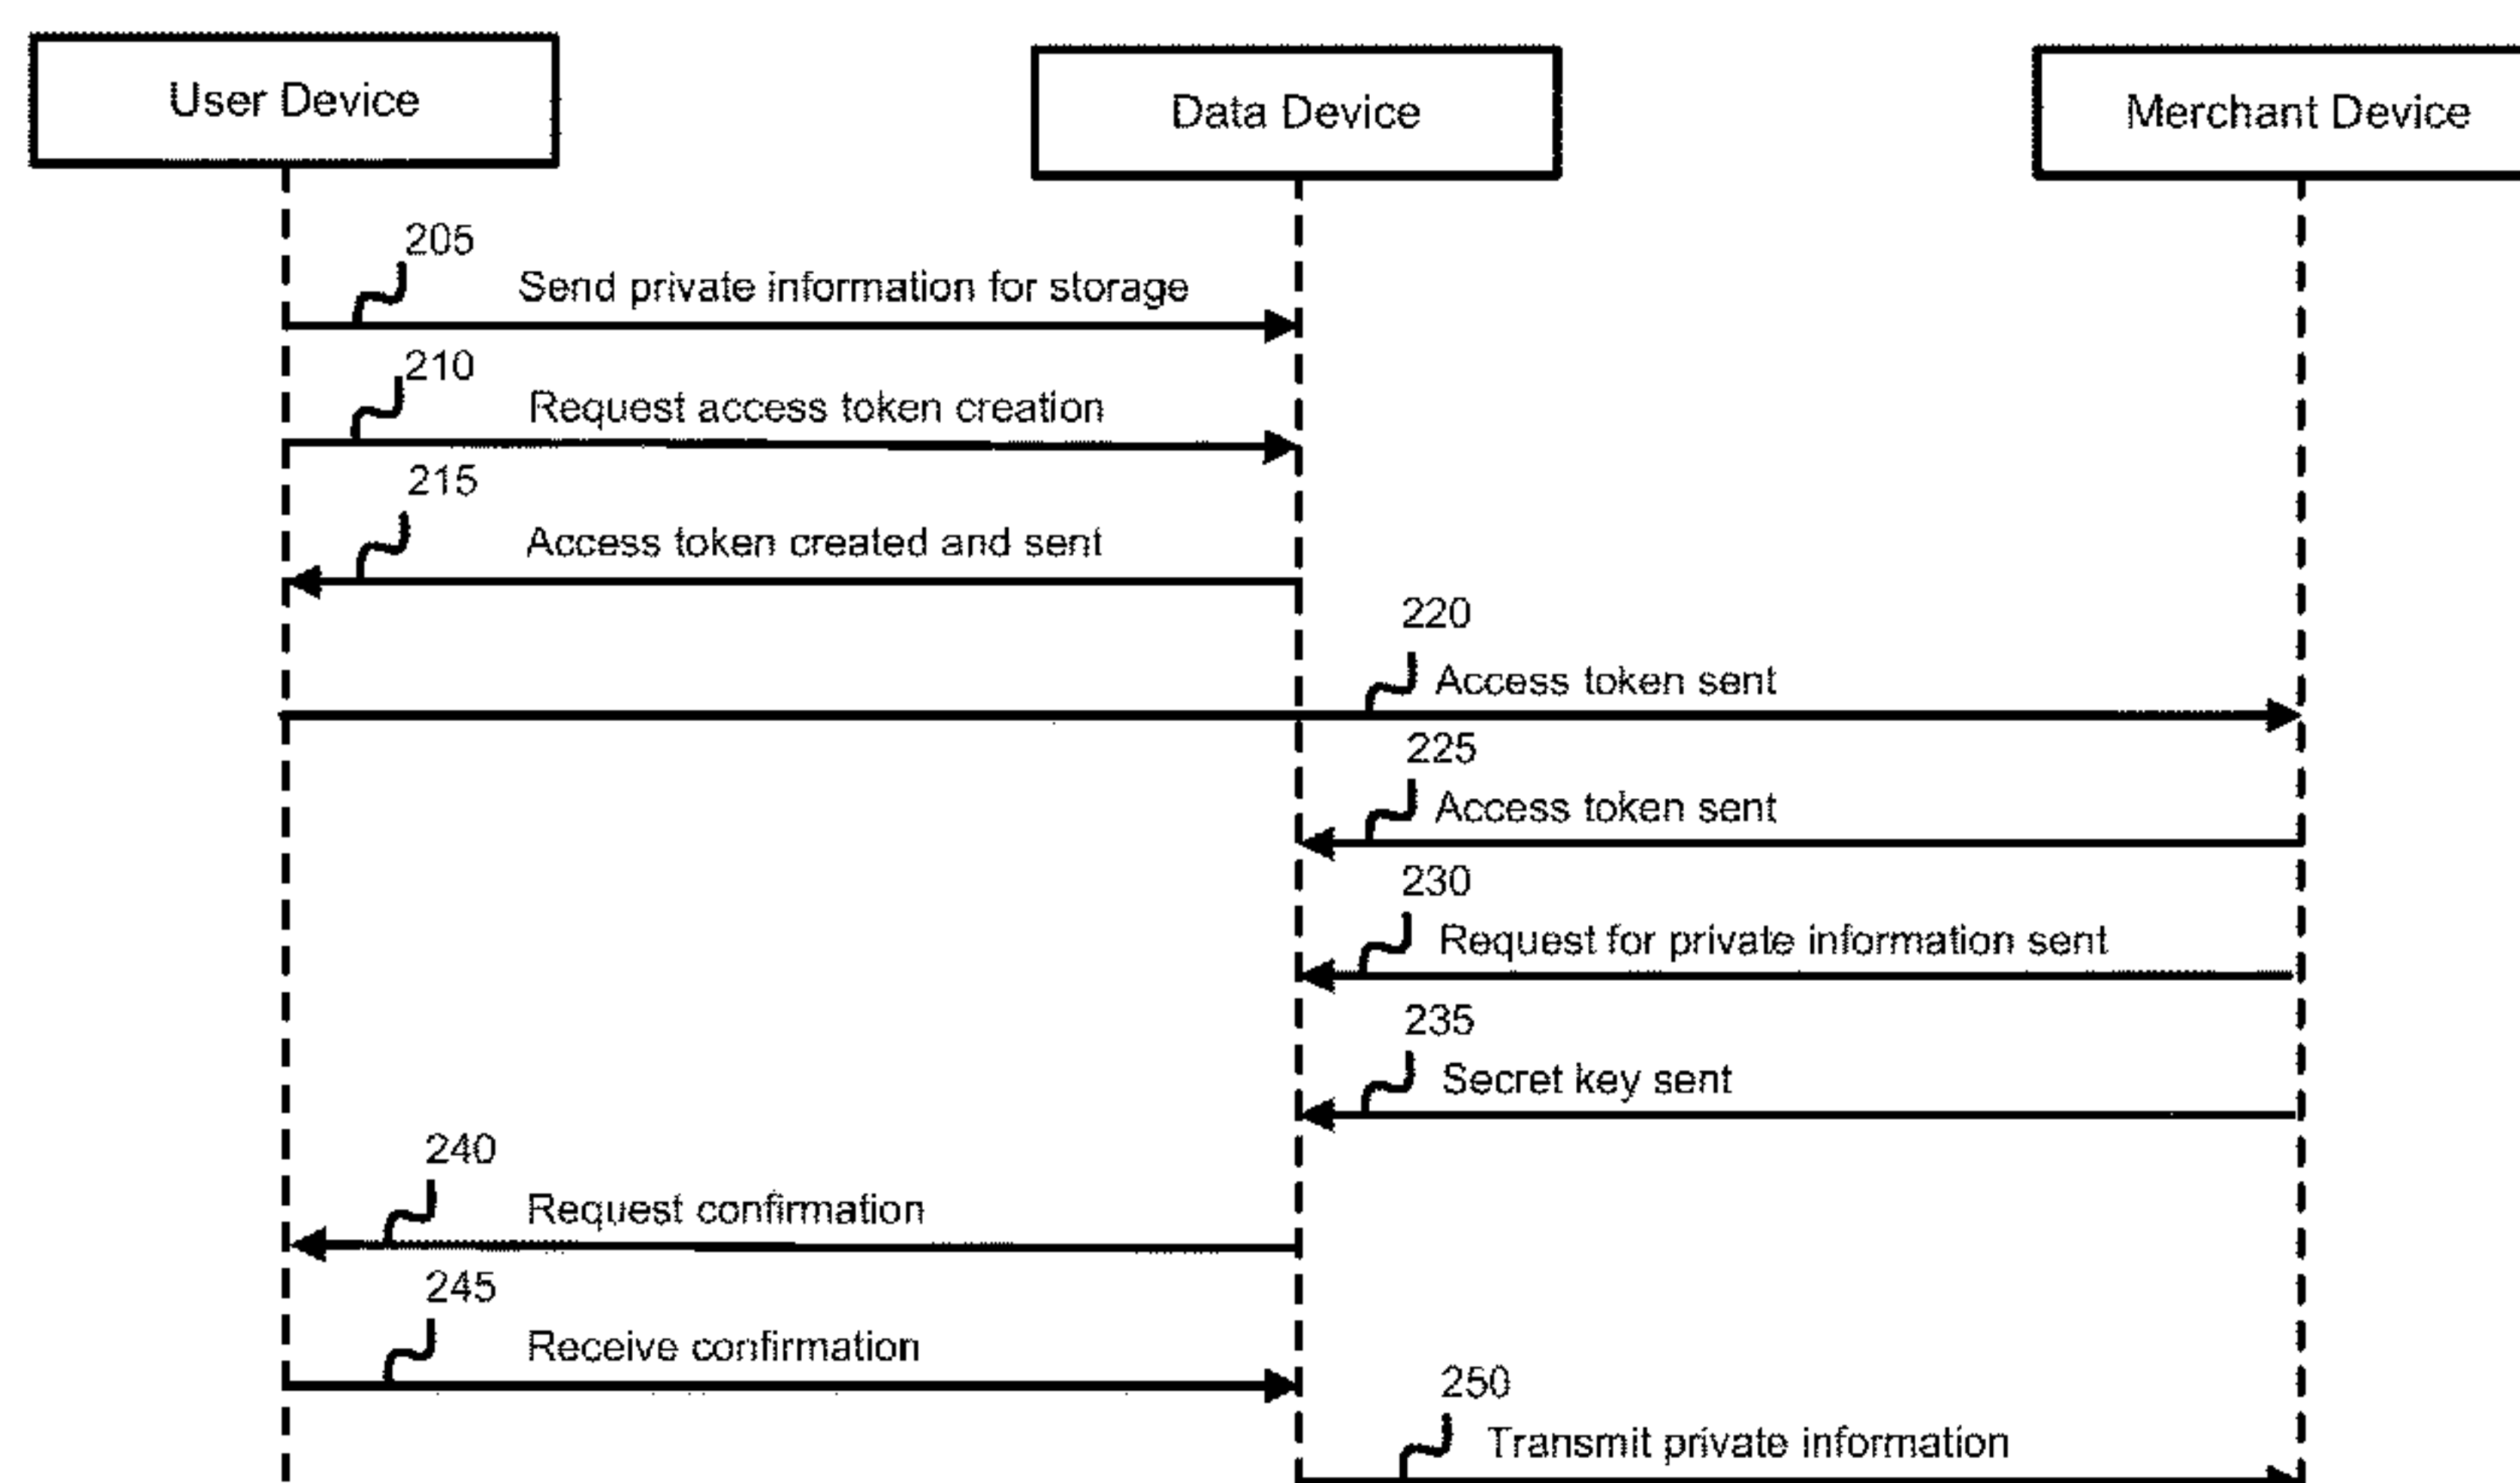 User Device
Data Device
Merchant Device
205
Send private information for storage
210
Request access token creation
215
Access token created and sent
220
Access token sent
225
Access token sent
230
Request for private information sent
235
Secret key sent
240
Request confirmation
245
Receive confirmation
250
Transmit private information